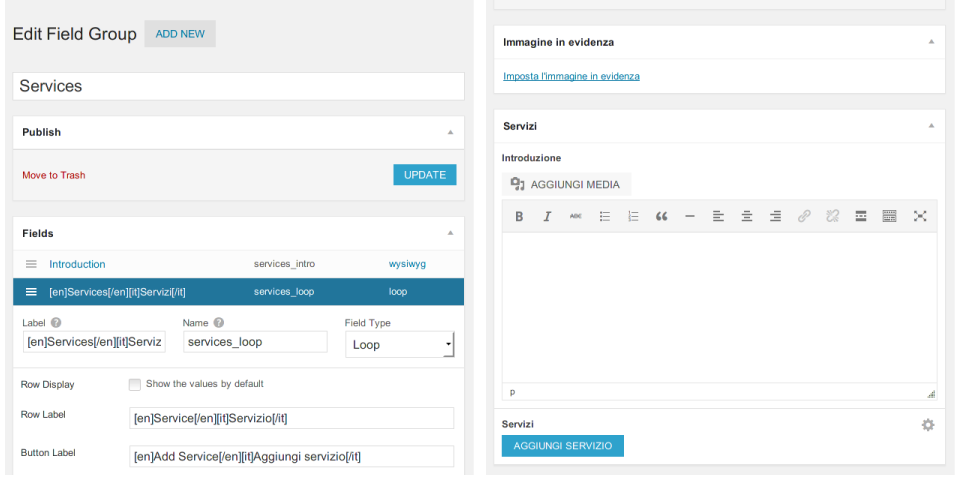 Edit Field Group
ADD NEW
Services
Publish
Move to Trash
UPDATE
Fields
Introduction services_intro wysiwyg
[en]Services[/en][it]Servizi[/it] services_loop loop
Label Name Field Type
[en]Services[/en][it]Serviz services_loop Loop
Row Display Show the values by default
Row Label [en]Service[/en][it]Servizio[/it]
Button Label [en]Add Service[/en][it]Aggiungi servizio[/it]
Immagine in evidenza
Imposta l'immagine in evidenza
Servizi
Introduzione
AGGIUNGI MEDIA
B I ABC
P
Servizi
AGGIUNGI SERVIZIO